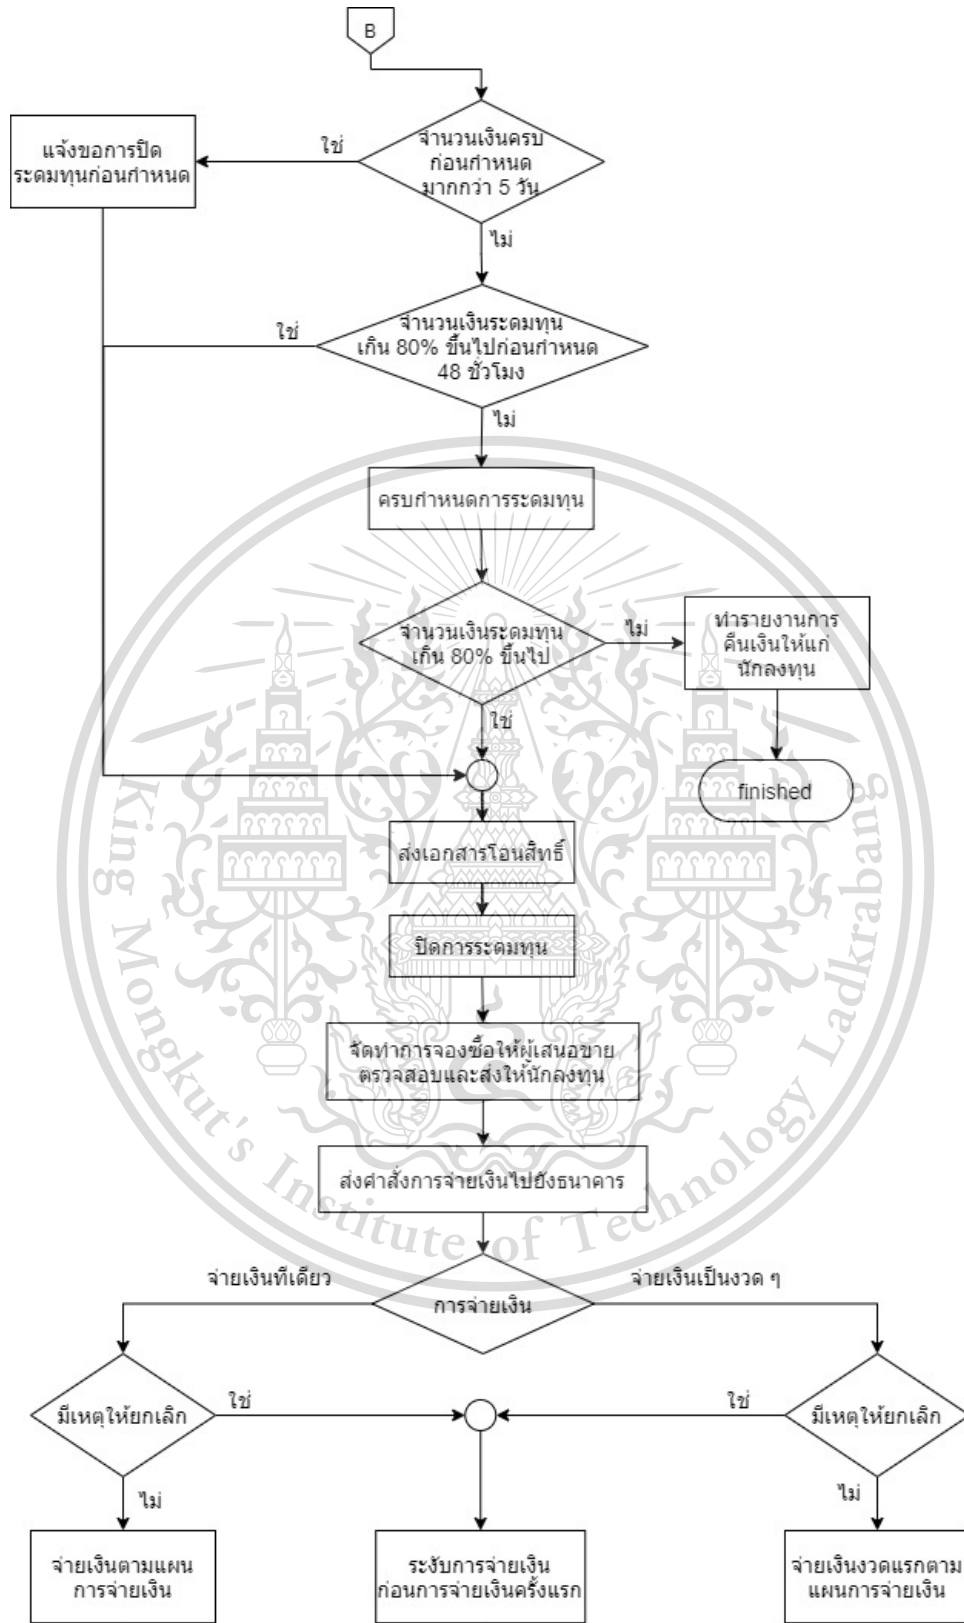 B
จำนวนเงินครบ
ก่อนกำหนด
มากกว่า 5 วัน
ใช่
แจ้งขอการปิด
ระดมทุนก่อนกำหนด
ไม่
จำนวนเงินระดมทุน
เกิน 80% ขึ้นไปก่อนกำหนด
48 ชั่วโมง
ใช่
ไม่
ครบกำหนดการระดมทุน
จำนวนเงินระดมทุน
เกิน 80% ขึ้นไป
ไม่
ทำรายงานการ
คืนเงินให้แก่
นักลงทุน
ใช่
finished
ส่งเอกสารโอนสิทธิ์
ปิดการระดมทุน
จัดทำการจองซื้อให้ผู้เสนอขาย
ตรวจสอบและส่งให้นักลงทุน
ส่งคำสั่งการจ่ายเงินไปยังธนาคาร
จ่ายเงินทีเดียว
การจ่ายเงิน
จ่ายเงินเป็นงวด ๆ
มีเหตุให้ยกเลิก
ใช่
ใช่
มีเหตุให้ยกเลิก
ไม่
ไม่
จ่ายเงินตามแผน
การจ่ายเงิน
ระงับการจ่ายเงิน
ก่อนการจ่ายเงินครั้งแรก
จ่ายเงินงวดแรกตาม
แผนการจ่ายเงิน
King Mongkut's Institute of Technology Ladkrabang